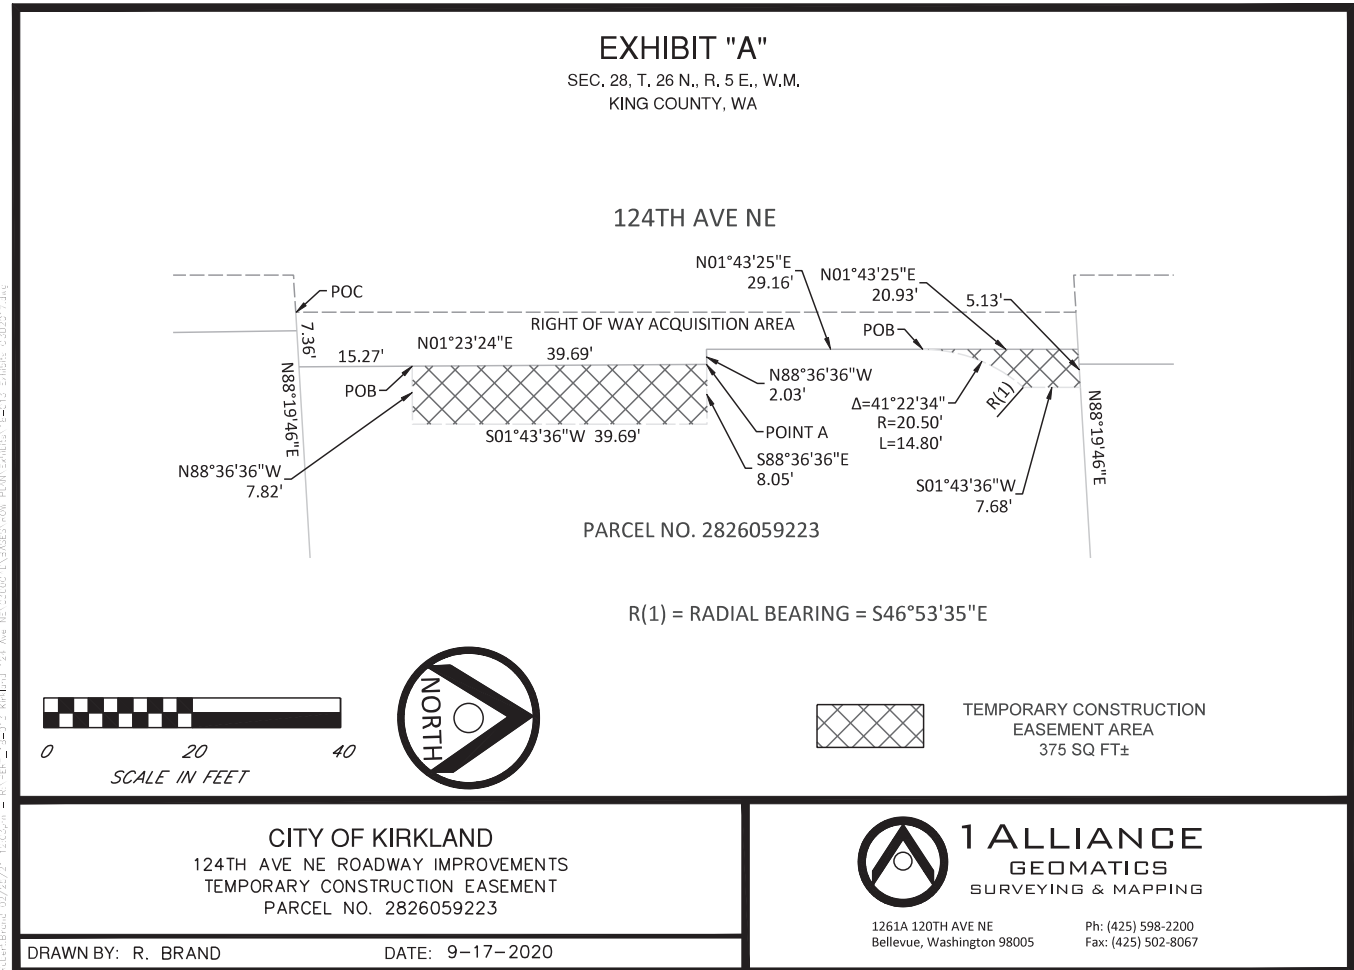 EXHIBIT "A"
SEC. 28, T. 26 N., R. 5 E., W.M.
KING COUNTY, WA
124TH AVE NE
N01°43'25"E
29.16'
N01°43'25"E
20.93'
5.13'
POC
7.36'
RIGHT OF WAY ACQUISITION AREA
POB
N01°23'24"E
15.27'
39.69'
POB
N88°19'46"E
N88°36'36"W
2.03'
Δ=41°22'34"
R=20.50'
L=14.80'
R(1)
POINT A
S01°43'36"W 39.69'
N88°36'36"W
7.82'
S88°36'36"E
8.05'
S01°43'36"W
7.68'
N88°19'46"E
PARCEL NO. 2826059223
R(1) = RADIAL BEARING = S46°53'35"E
0 20 40
SCALE IN FEET
NORTH
TEMPORARY CONSTRUCTION
EASEMENT AREA
375 SQ FT±
CITY OF KIRKLAND
124TH AVE NE ROADWAY IMPROVEMENTS
TEMPORARY CONSTRUCTION EASEMENT
PARCEL NO. 2826059223
DRAWN BY: R. BRAND DATE: 9-17-2020
1 ALLIANCE
GEOMATICS
SURVEYING & MAPPING
1261A 120TH AVE NE
Bellevue, Washington 98005
Ph: (425) 598-2200
Fax: (425) 502-8067